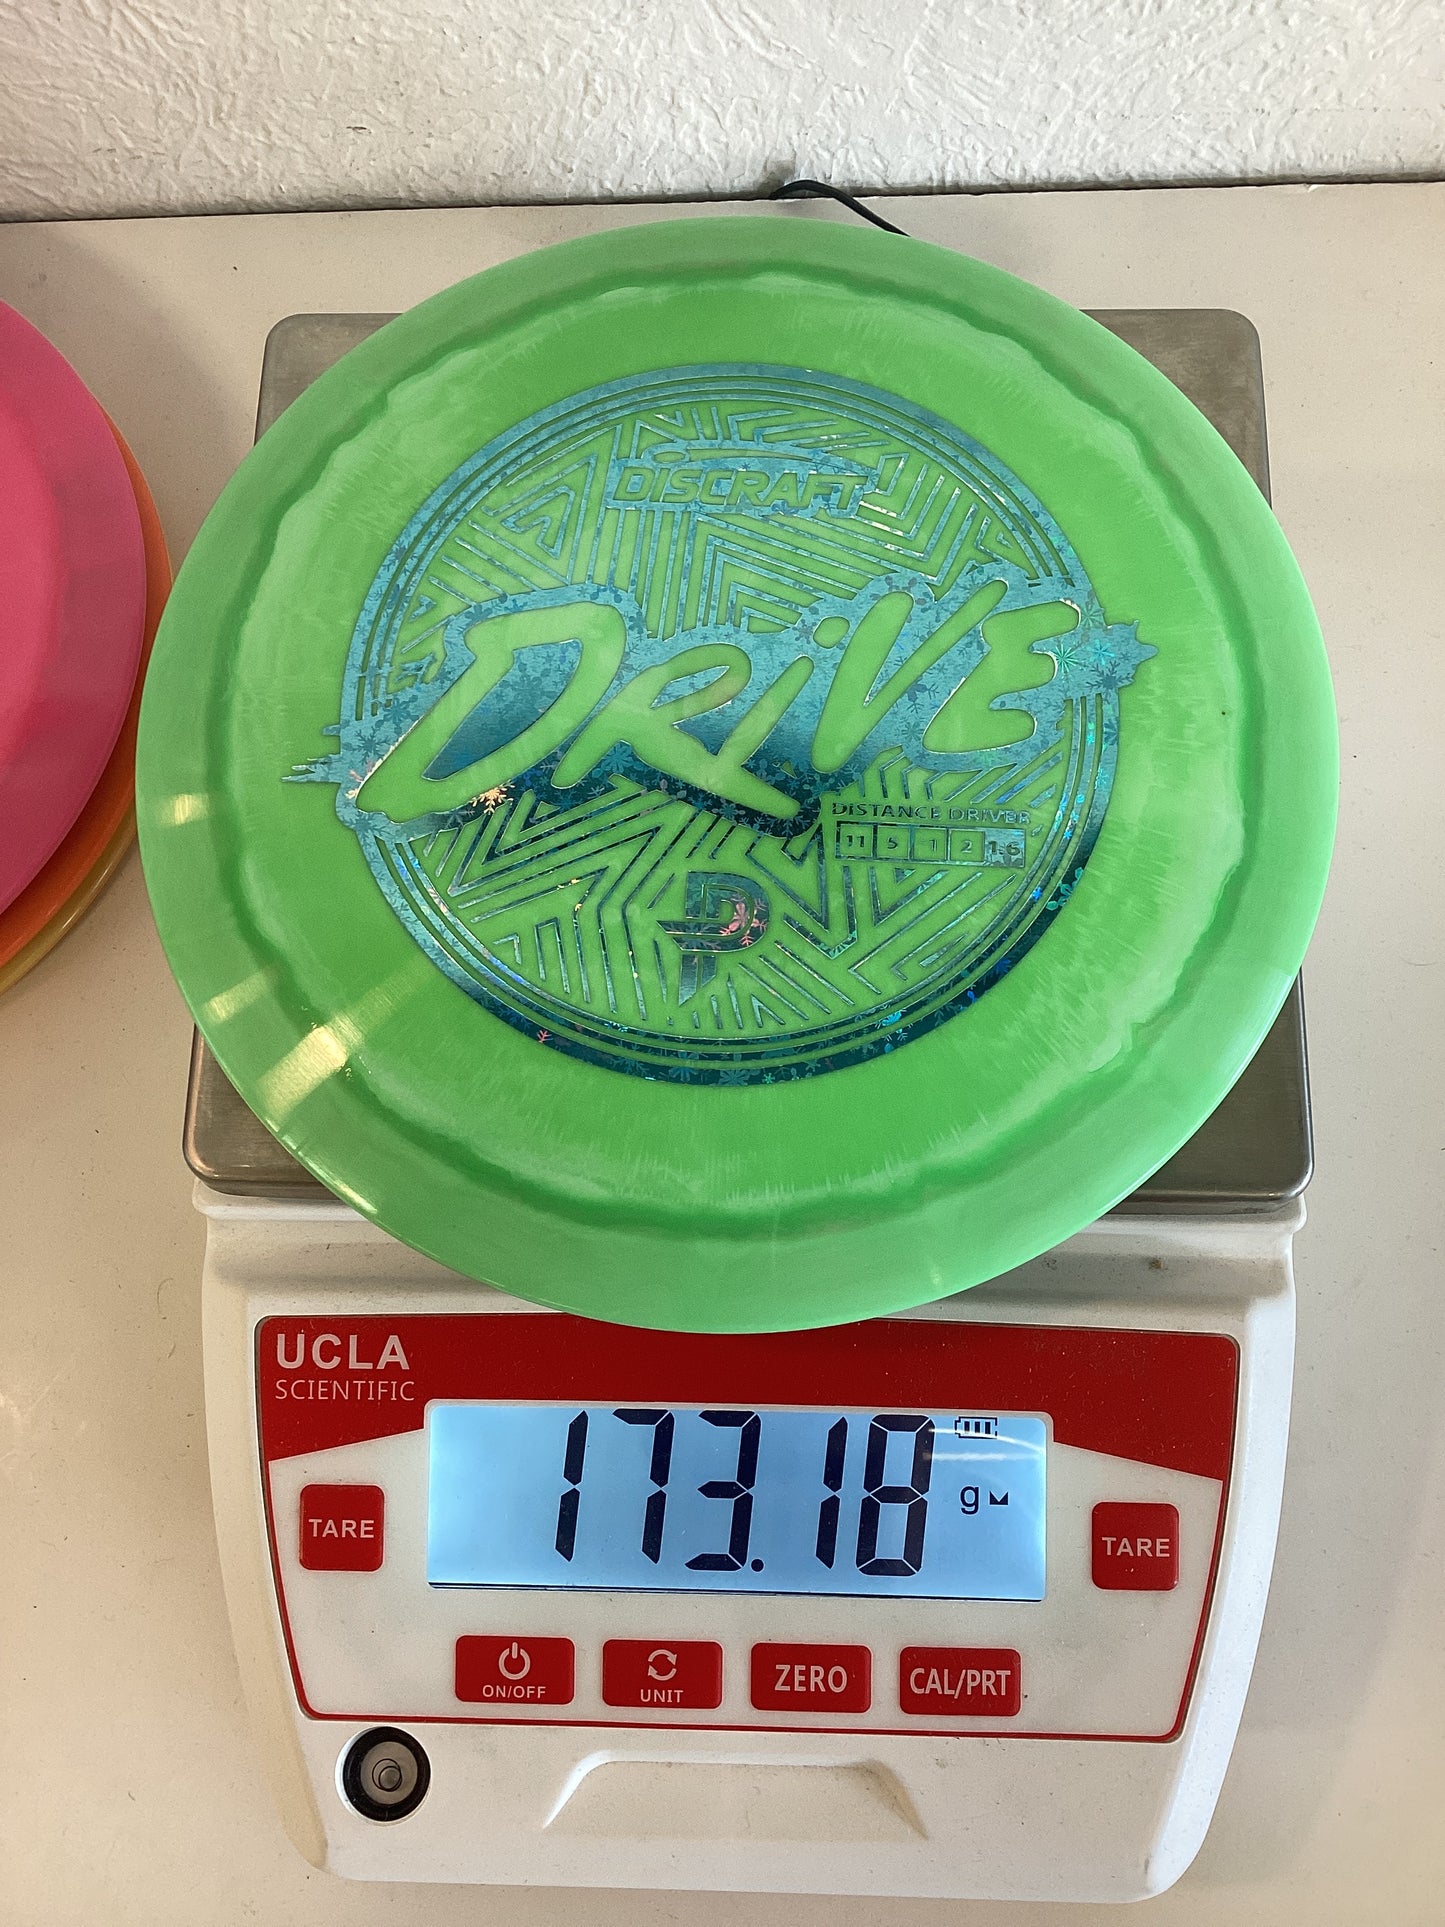 DISCRAFT
DRIVE
DISTANCE DRIVER
11 5 1 2 1.6
UCLA
SCIENTIFIC
173.18 g
TARE
TARE
ON/OFF
UNIT
ZERO
CAL/PRT